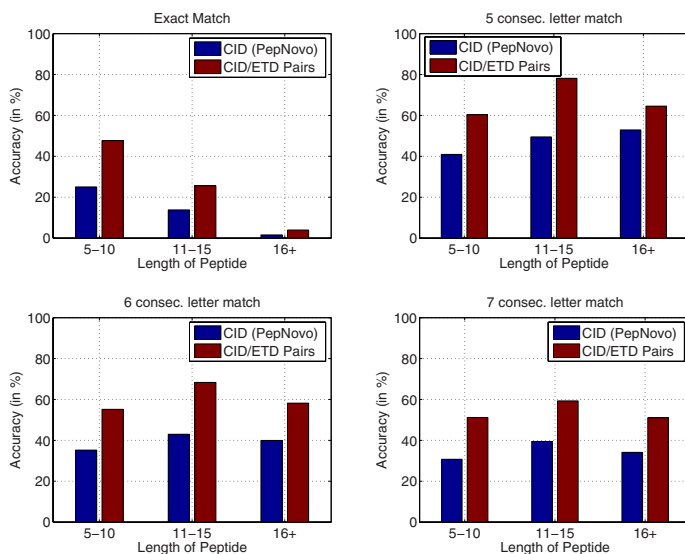 Exact Match
CID (PepNovo)
CID/ETD Pairs
Accuracy (in %)
100
80
60
40
20
0
5–10
11–15
16+
Length of Peptide
5 consec. letter match
CID (PepNovo)
CID/ETD Pairs
Accuracy (in %)
100
80
60
40
20
0
5–10
11–15
16+
Length of Peptide
6 consec. letter match
CID (PepNovo)
CID/ETD Pairs
Accuracy (in %)
100
80
60
40
20
0
5–10
11–15
16+
Length of Peptide
7 consec. letter match
CID (PepNovo)
CID/ETD Pairs
Accuracy (in %)
100
80
60
40
20
0
5–10
11–15
16+
Length of Peptide